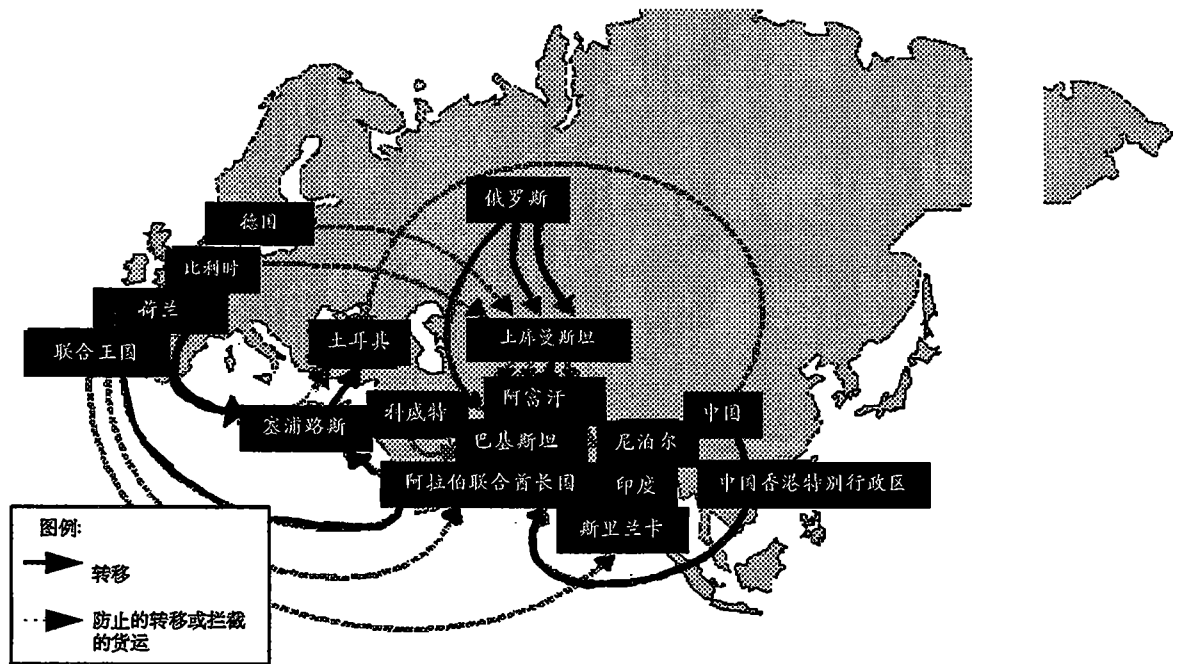 俄罗斯
德国
比利时
荷兰
联合王国
土耳其
土库曼斯坦
阿富汗
科威特
中国
塞浦路斯
巴基斯坦
尼泊尔
阿拉伯联合酋长国
印度
中国香港特别行政区
斯里兰卡
图例:
转移
防止的转移或拦截
的货运